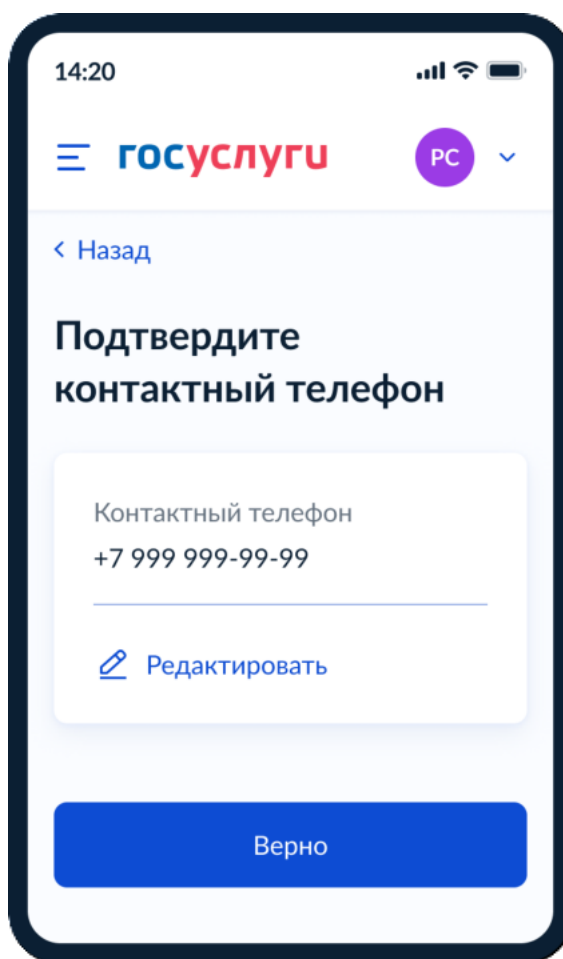 14:20
госуслуги
РС
Назад
Подтвердите
контактный телефон
Контактный телефон
+7 999 999-99-99
Редактировать
Верно